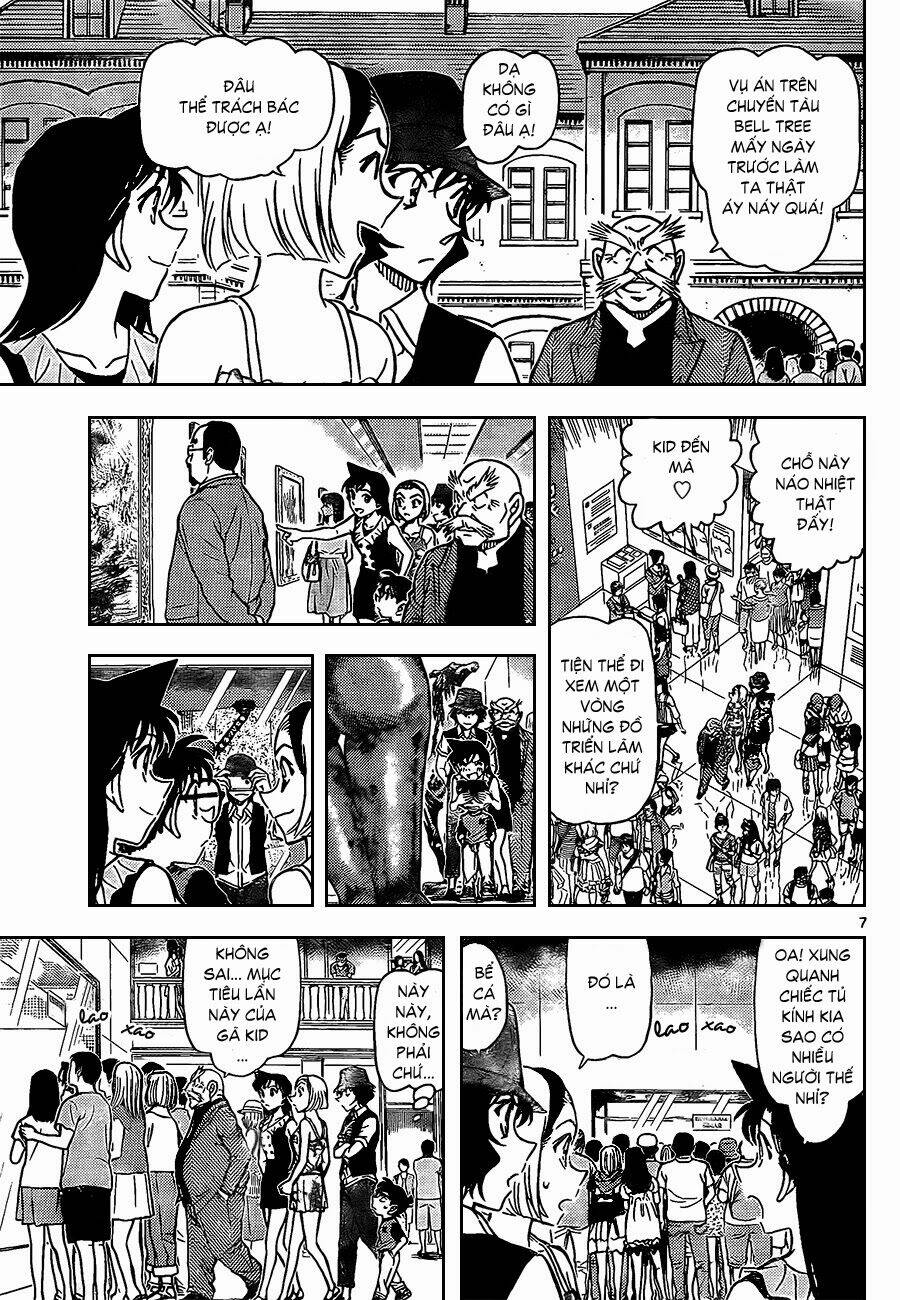 VỤ ÁN TRÊN
CHUYẾN TÀU
BELL TREE
MẤY NGÀY
TRƯỚC LÀM
TA THẬT
ÁY NÁY QUÁ!
DẠ
KHÔNG
CÓ GÌ
ĐÂU Ạ!
ĐÂU
THỂ TRÁCH BÁC
ĐƯỢC Ạ!
CHỖ NÀY
NÁO NHIỆT
THẬT
ĐẤY!
KID ĐẾN
MÀ
♡
TIỆN THỂ ĐI
XEM MỘT
VÒNG
NHỮNG ĐỒ
TRIỂN LÃM
KHÁC CHỨ
NHỈ?
7
OA! XUNG
QUANH
CHIẾC TỦ
KÍNH KIA
SAO CÓ
NHIỀU
NGƯỜI THẾ
NHỈ?
ĐÓ LÀ
...
lao xao
BỂ
CÁ
MÀ?
NÀY
NÀY,
KHÔNG
PHẢI
CHỨ...
KHÔNG
SAI... MỤC
TIÊU LẦN
NÀY CỦA
GÃ KID
...
lao xao